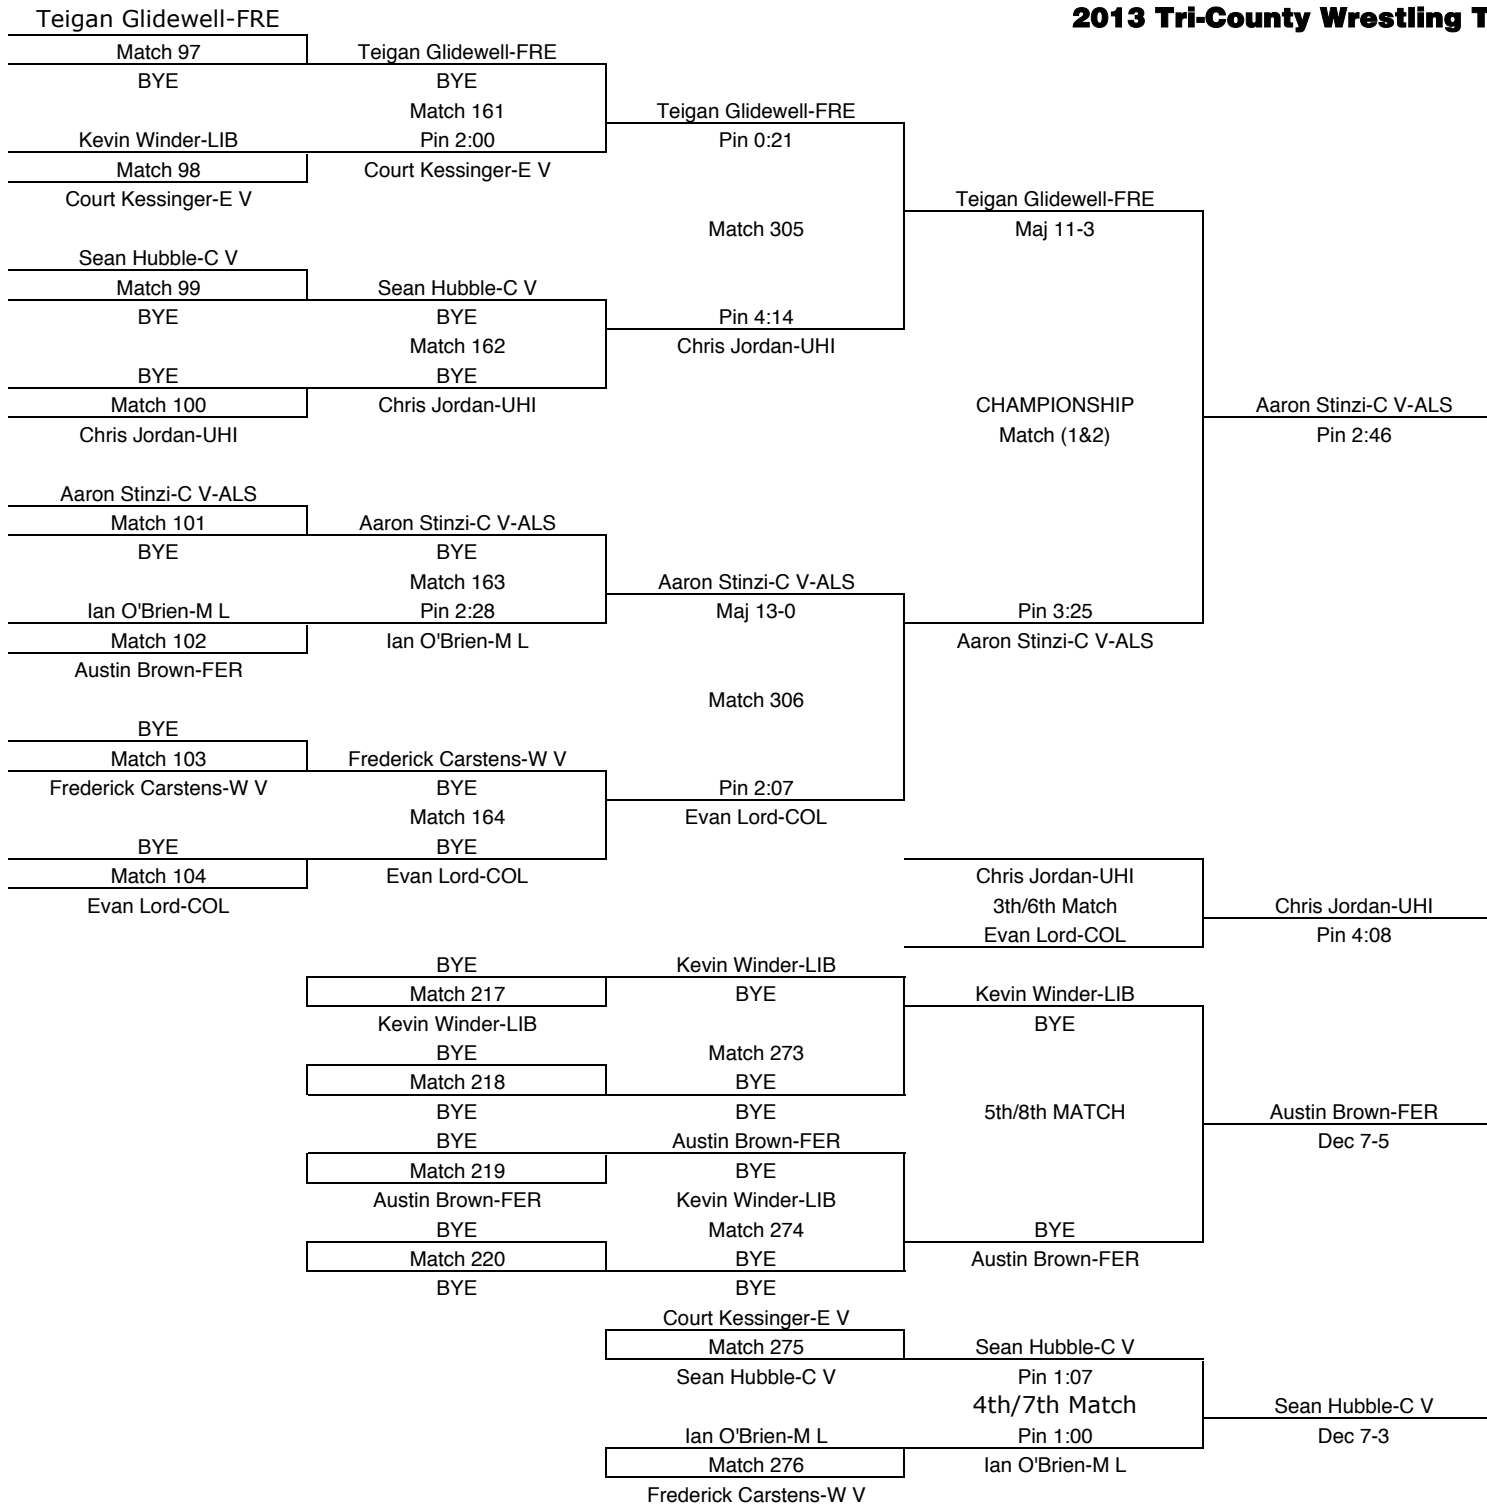 Teigan Glidewell-FRE
2013 Tri-County Wrestling T
Match 97
Teigan Glidewell-FRE
BYE
BYE
Match 161
Teigan Glidewell-FRE
Kevin Winder-LIB
Pin 2:00
Pin 0:21
Match 98
Court Kessinger-E V
Court Kessinger-E V
Teigan Glidewell-FRE
Match 305
Maj 11-3
Sean Hubble-C V
Match 99
Sean Hubble-C V
BYE
BYE
Pin 4:14
Match 162
Chris Jordan-UHI
BYE
BYE
Match 100
Chris Jordan-UHI
CHAMPIONSHIP
Aaron Stinzi-C V-ALS
Chris Jordan-UHI
Match (1&2)
Pin 2:46
Aaron Stinzi-C V-ALS
Match 101
Aaron Stinzi-C V-ALS
BYE
BYE
Match 163
Aaron Stinzi-C V-ALS
Ian O'Brien-M L
Pin 2:28
Maj 13-0
Pin 3:25
Match 102
Ian O'Brien-M L
Aaron Stinzi-C V-ALS
Austin Brown-FER
Match 306
BYE
Match 103
Frederick Carstens-W V
Frederick Carstens-W V
BYE
Pin 2:07
Match 164
Evan Lord-COL
BYE
BYE
Match 104
Evan Lord-COL
Chris Jordan-UHI
Evan Lord-COL
3th/6th Match
Chris Jordan-UHI
Evan Lord-COL
Pin 4:08
BYE
Kevin Winder-LIB
Match 217
BYE
Kevin Winder-LIB
Kevin Winder-LIB
BYE
BYE
Match 273
Match 218
BYE
BYE
BYE
5th/8th MATCH
Austin Brown-FER
BYE
Austin Brown-FER
Dec 7-5
Match 219
BYE
Austin Brown-FER
Kevin Winder-LIB
BYE
Match 274
BYE
Match 220
BYE
Austin Brown-FER
BYE
BYE
Court Kessinger-E V
Match 275
Sean Hubble-C V
Sean Hubble-C V
Pin 1:07
4th/7th Match
Sean Hubble-C V
Ian O'Brien-M L
Pin 1:00
Dec 7-3
Match 276
Ian O'Brien-M L
Frederick Carstens-W V